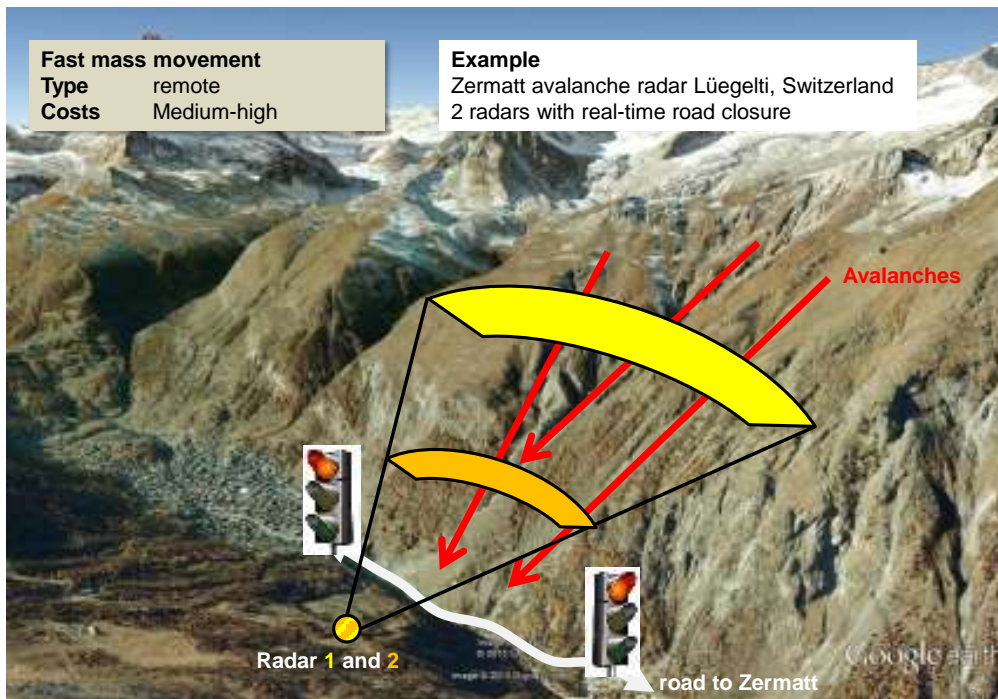 Fast mass movement
Type remote
Costs Medium-high
Example
Zermatt avalanche radar Lüegelti, Switzerland
2 radars with real-time road closure
Avalanches
Radar 1 and 2
Google earth
road to Zermatt